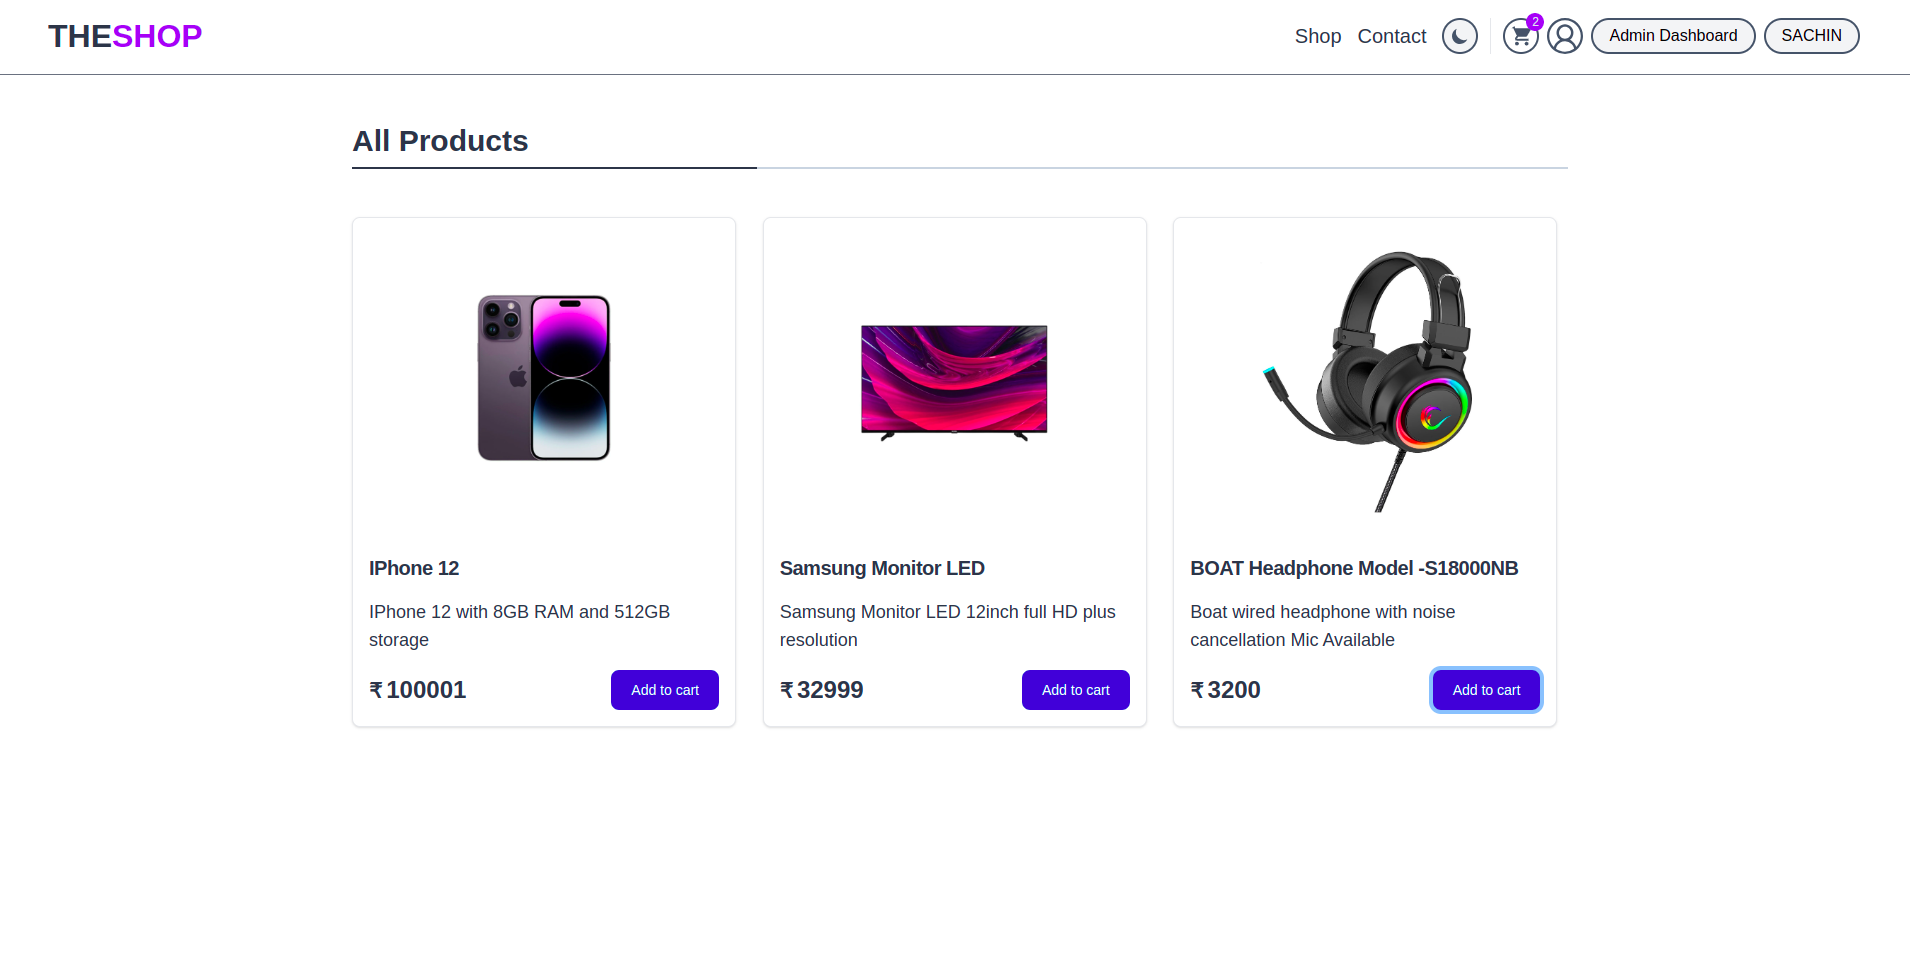 THESHOP
Shop Contact 2 Admin Dashboard SACHIN
All Products
IPhone 12
IPhone 12 with 8GB RAM and 512GB
storage
₹ 100001 Add to cart
Samsung Monitor LED
Samsung Monitor LED 12inch full HD plus
resolution
₹ 32999 Add to cart
BOAT Headphone Model -S18000NB
Boat wired headphone with noise
cancellation Mic Available
₹ 3200 Add to cart